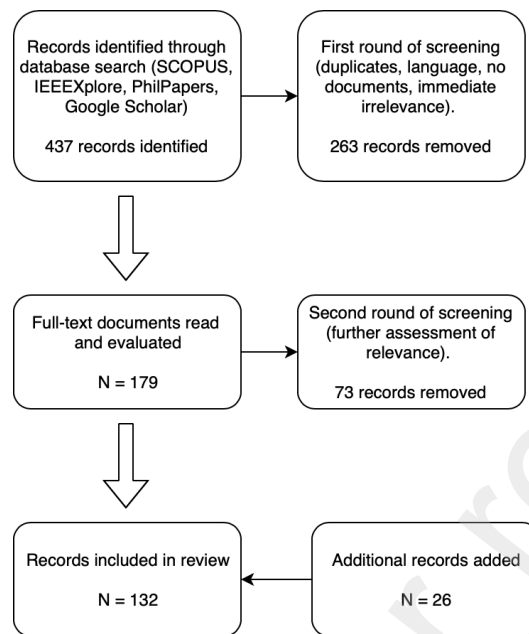 Records identified through
database search (SCOPUS,
IEEEXplore, PhilPapers,
Google Scholar)
437 records identified
First round of screening
(duplicates, language, no
documents, immediate
irrelevance).
263 records removed
Full-text documents read
and evaluated
N = 179
Second round of screening
(further assessment of
relevance).
73 records removed
Records included in review
N = 132
Additional records added
N = 26